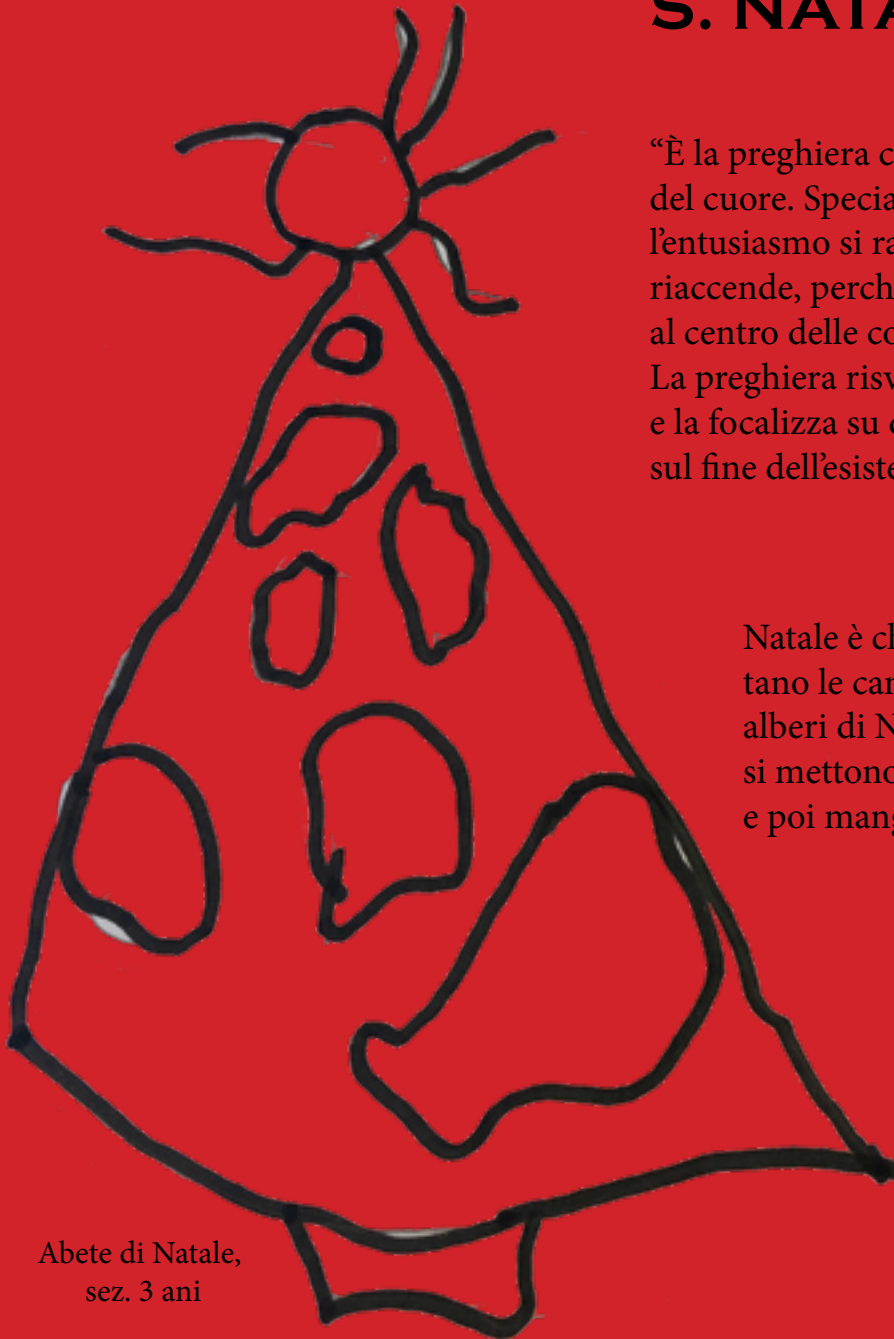 S. NATA
“È la preghiera c
del cuore. Specia
l’entusiasmo si ra
riaccende, perch
al centro delle co
La preghiera risv
e la focalizza su
sul fine dell’esiste
Natale è cl
tano le can
alberi di N
si mettono
e poi mang
Abete di Natale,
sez. 3 ani